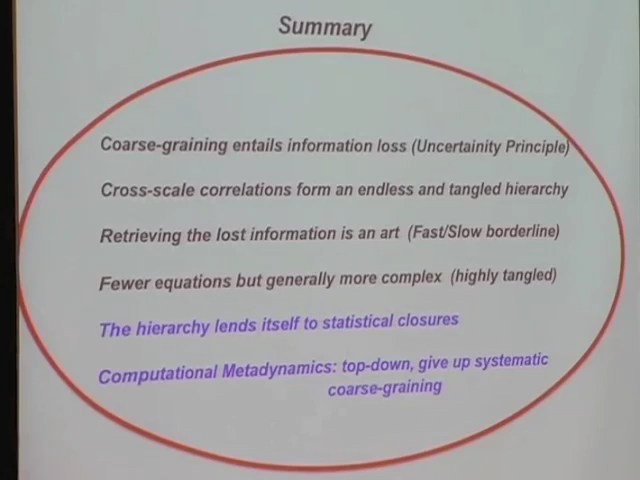 Summary
Coarse-graining entails information loss (Uncertainity Principle)
Cross-scale correlations form an endless and tangled hierarchy
Retrieving the lost information is an art (Fast/Slow borderline)
Fewer equations but generally more complex (highly tangled)
The hierarchy lends itself to statistical closures
Computational Metadynamics: top-down, give up systematic
coarse-graining